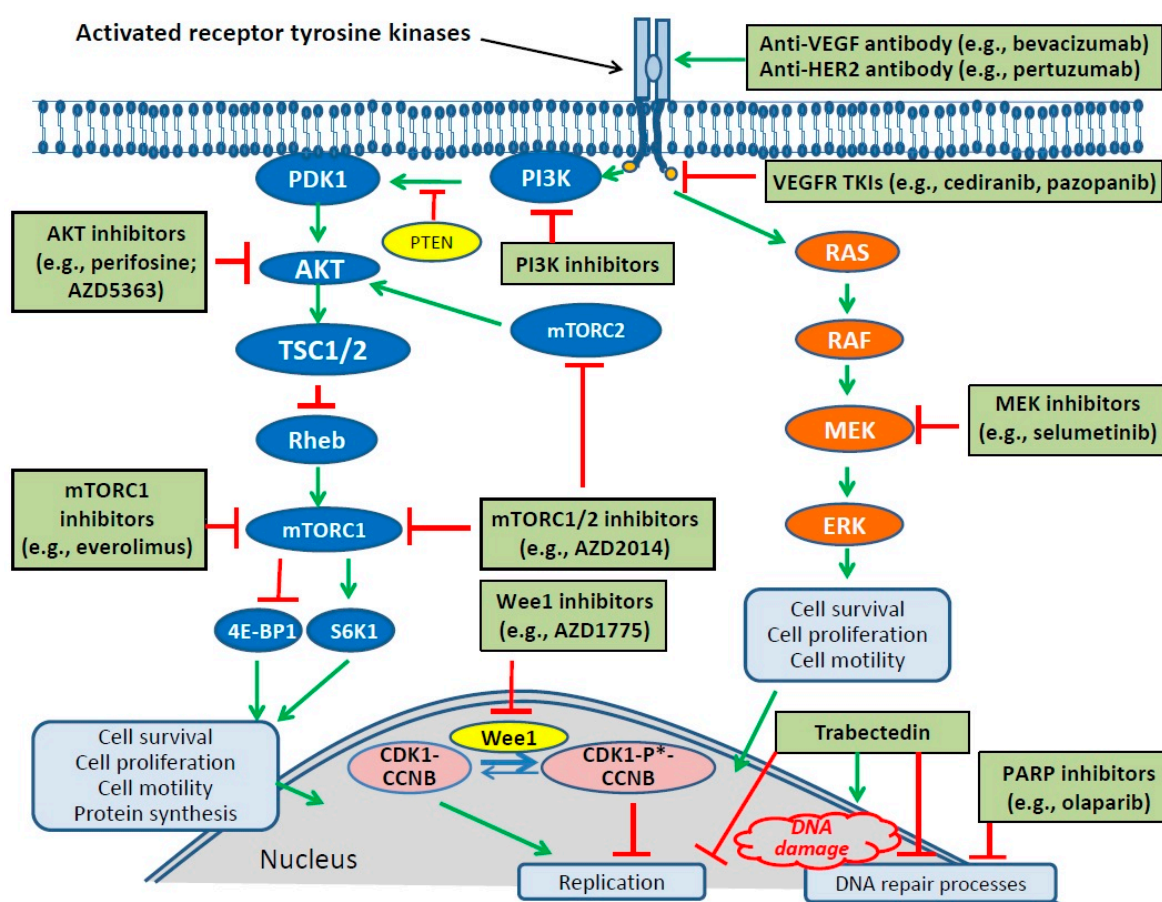 Activated receptor tyrosine kinases
Anti-VEGF antibody (e.g., bevacizumab)
Anti-HER2 antibody (e.g., pertuzumab)
PDK1
PI3K
VEGFR TKIs (e.g., cediranib, pazopanib)
AKT inhibitors
(e.g., perifosine;
AZD5363)
PTEN
PI3K inhibitors
RAS
AKT
mTORC2
RAF
TSC1/2
MEK inhibitors
(e.g., selumetinib)
MEK
Rheb
mTORC1
inhibitors
(e.g., everolimus)
mTORC1
mTORC1/2 inhibitors
(e.g., AZD2014)
ERK
Wee1 inhibitors
(e.g., AZD1775)
Cell survival
Cell proliferation
Cell motility
4E-BP1
S6K1
Cell survival
Cell proliferation
Cell motility
Protein synthesis
Wee1
CDK1-
CCNB
CDK1-P*-
CCNB
Trabectedin
PARP inhibitors
(e.g., olaparib)
DNA
damage
Nucleus
Replication
DNA repair processes